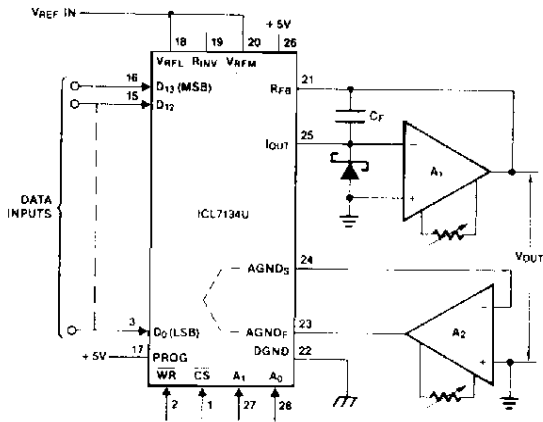 VREF IN
+5V
18 19 20 26
VRFL RINV VRFM
16 D13 (MSB)
15 D12
RFB 21
CF
IOUT 25
A1
DATA
INPUTS
ICL7134U
VOUT
AGNDS 24
AGNDF 23
A2
3 D0 (LSB)
DGND 22
+5V 17 PROG
WR CS A1 A0
2 1 27 28